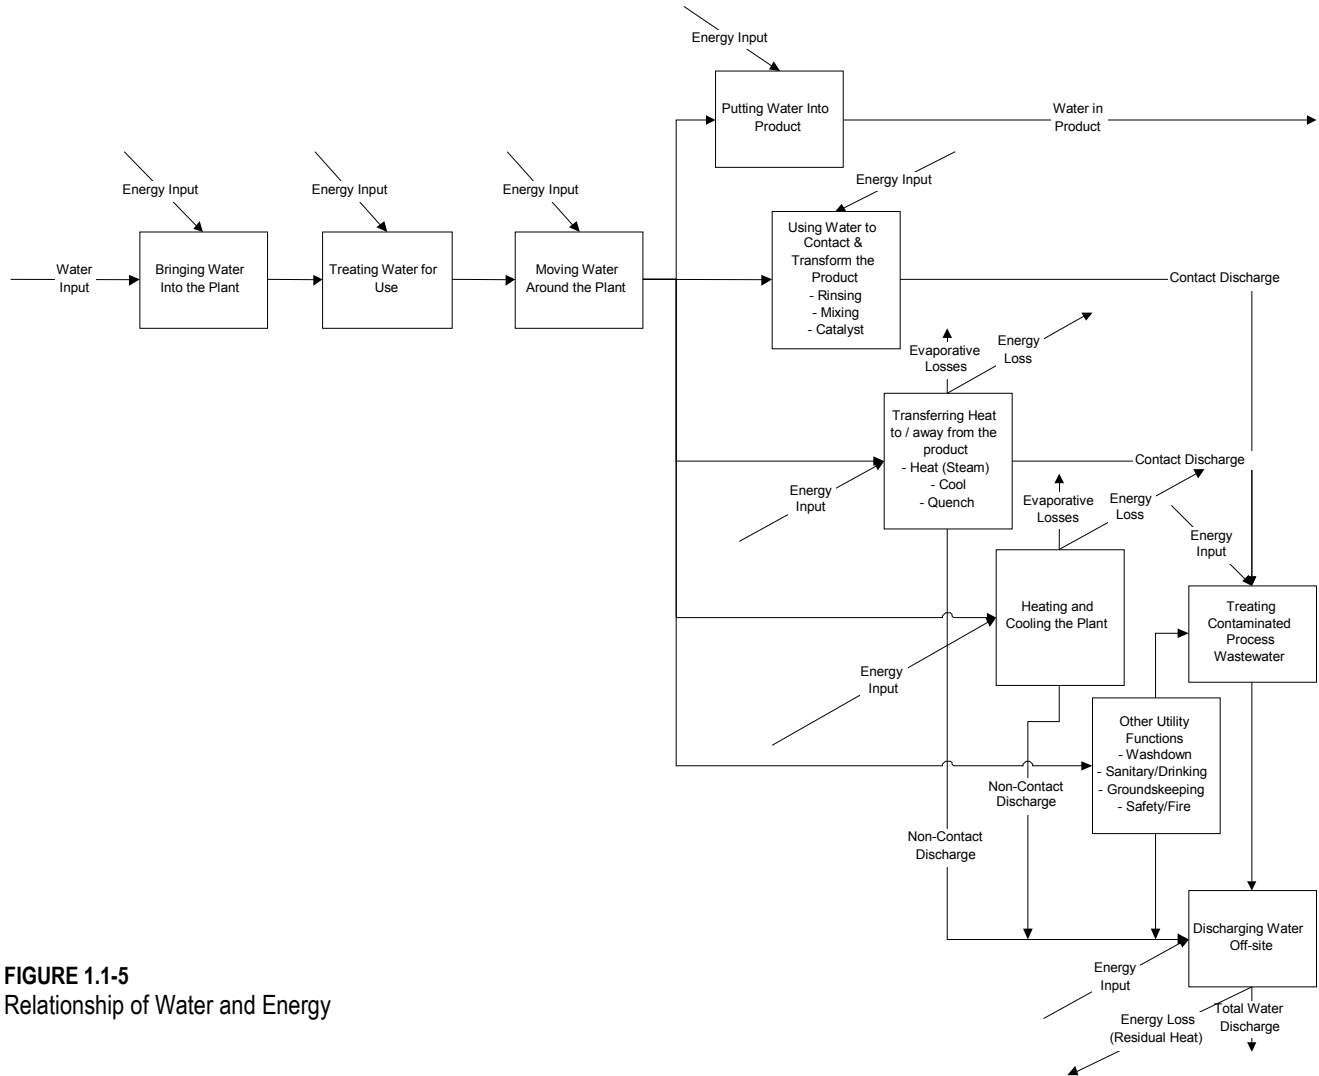 Energy Input
Putting Water Into
Product
Water in
Product
Energy Input
Energy Input
Energy Input
Energy Input
Water
Input
Bringing Water
Into the Plant
Treating Water for
Use
Moving Water
Around the Plant
Using Water to
Contact &
Transform the
Product
- Rinsing
- Mixing
- Catalyst
Contact Discharge
Evaporative
Losses
Energy
Loss
Transferring Heat
to / away from the
product
- Heat (Steam)
- Cool
- Quench
Contact Discharge
Energy
Input
Evaporative
Losses
Energy
Loss
Energy
Input
Heating and
Cooling the Plant
Treating
Contaminated
Process
Wastewater
Energy
Input
Other Utility
Functions
- Washdown
- Sanitary/Drinking
- Groundskeeping
- Safety/Fire
Non-Contact
Discharge
Non-Contact
Discharge
Discharging Water
Off-site
Energy
Input
Energy Loss
(Residual Heat)
Total Water
Discharge
FIGURE 1.1-5
Relationship of Water and Energy